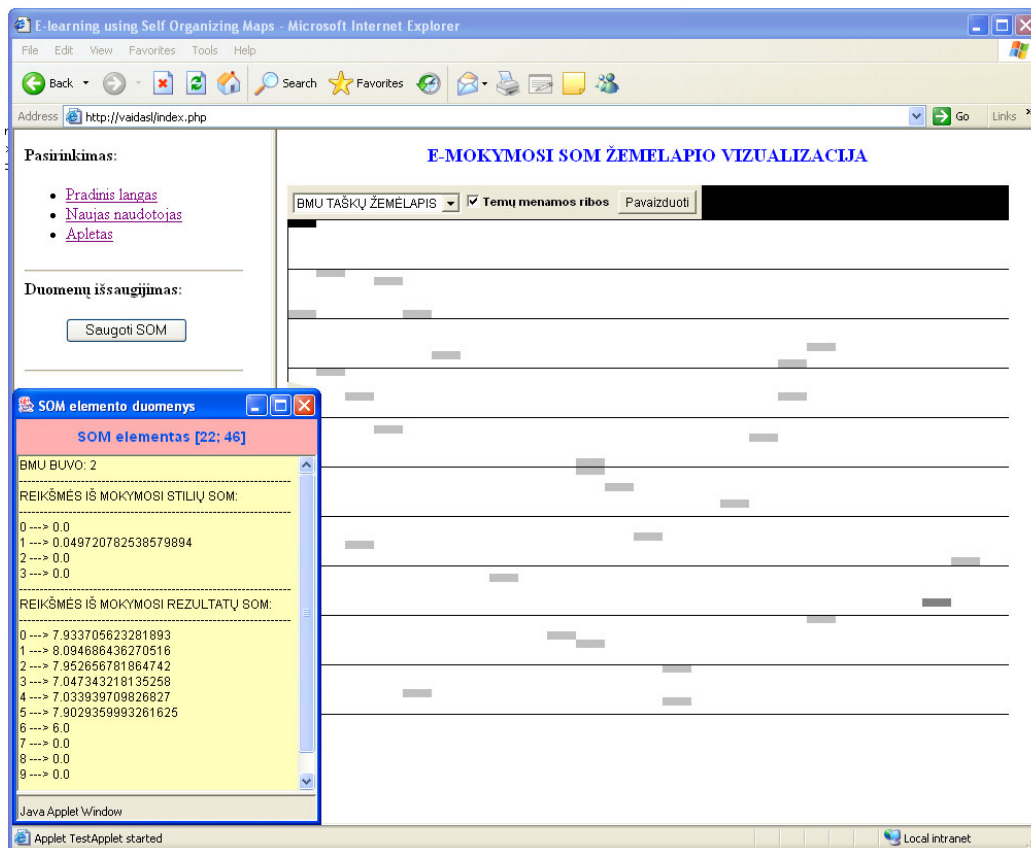 E-learning using Self Organizing Maps - Microsoft Internet Explorer
File Edit View Favorites Tools Help
Back Search Favorites
Address http://vaidasl/index.php Go Links »
Pasirinkimas:
Pradinis langas
Naujas naudotojas
Apletas
Duomenų išsaugijimas:
Saugoti SOM
E-MOKYMOSI SOM ŽEMELAPIO VIZUALIZACIJA
BMU TAŠKŲ ŽEMĖLAPIS Temų menamos ribos Pavaizduoti
SOM elemento duomenys
SOM elementas [22; 46]
BMU BUVO: 2
REIKŠMĖS IŠ MOKYMOSI STILIŲ SOM:
0 ---> 0.0
1 ---> 0.049720782538579894
2 ---> 0.0
3 ---> 0.0
REIKŠMĖS IŠ MOKYMOSI REZULTATŲ SOM:
0 ---> 7.933705623281893
1 ---> 8.094686436270516
2 ---> 7.952656781864742
3 ---> 7.047343218135258
4 ---> 7.033939709826827
5 ---> 7.9029359993261625
6 ---> 6.0
7 ---> 0.0
8 ---> 0.0
9 ---> 0.0
Java Applet Window
Applet TestApplet started Local intranet